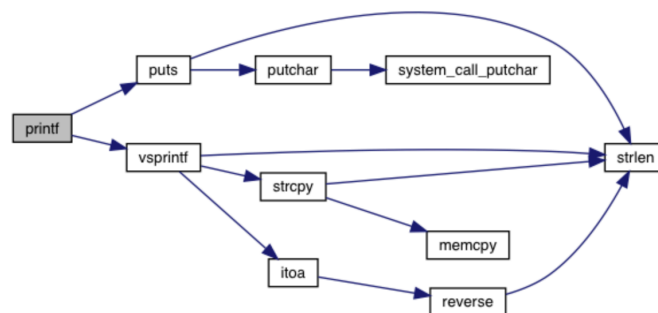 puts
putchar
system_call_putchar
printf
vsprintf
strlen
strcpy
memcpy
itoa
reverse